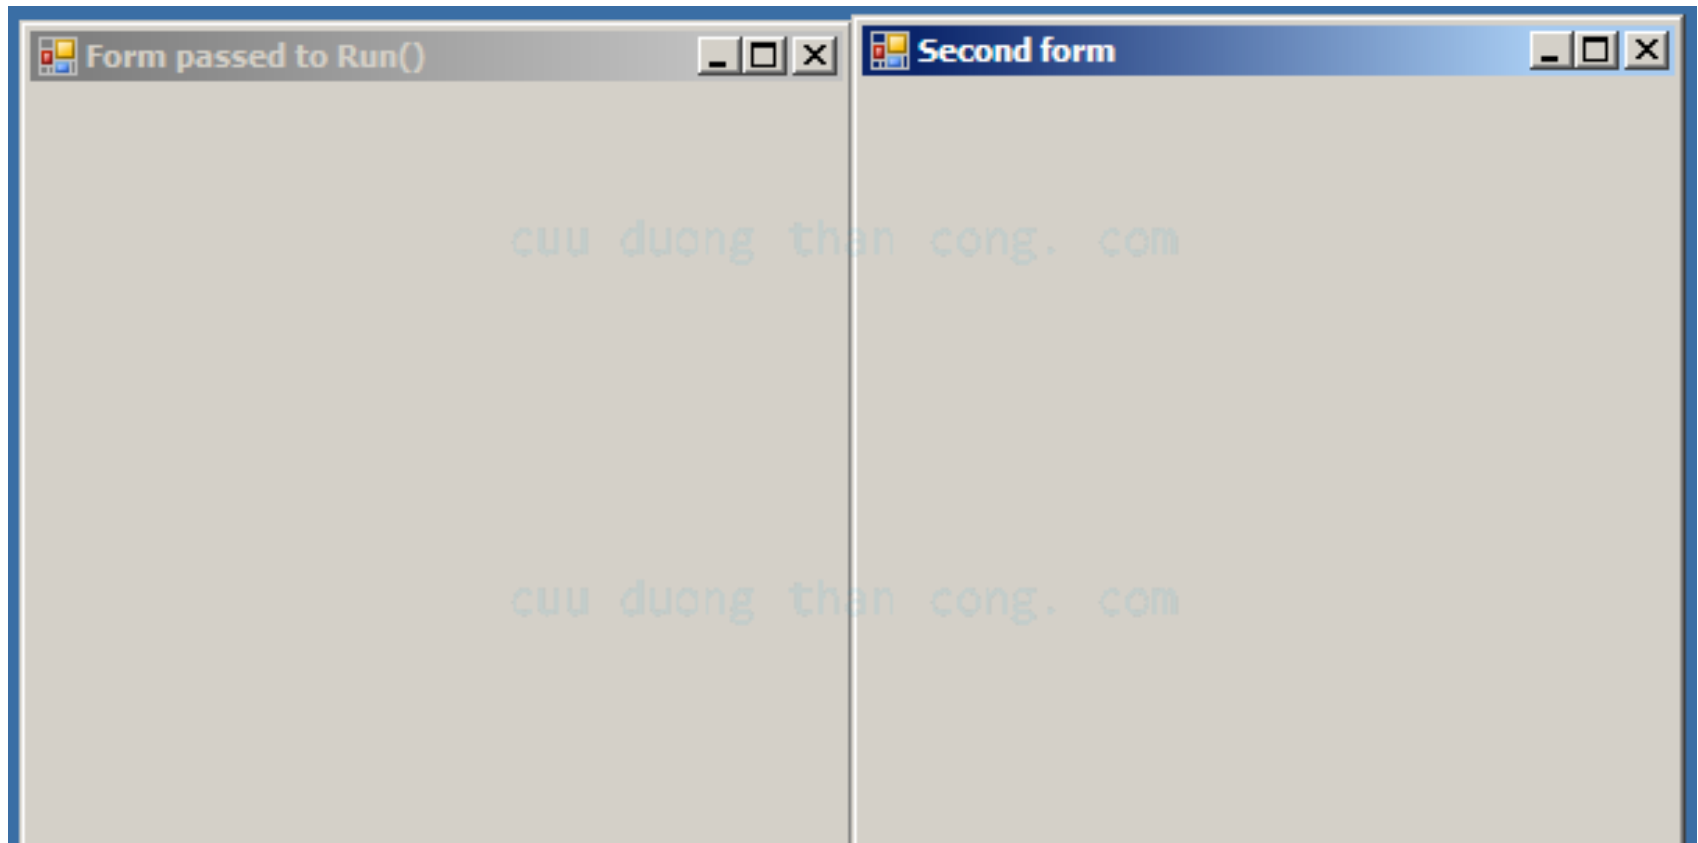 Form passed to Run()
Second form
cuu duong than cong. com
cuu duong than cong. com